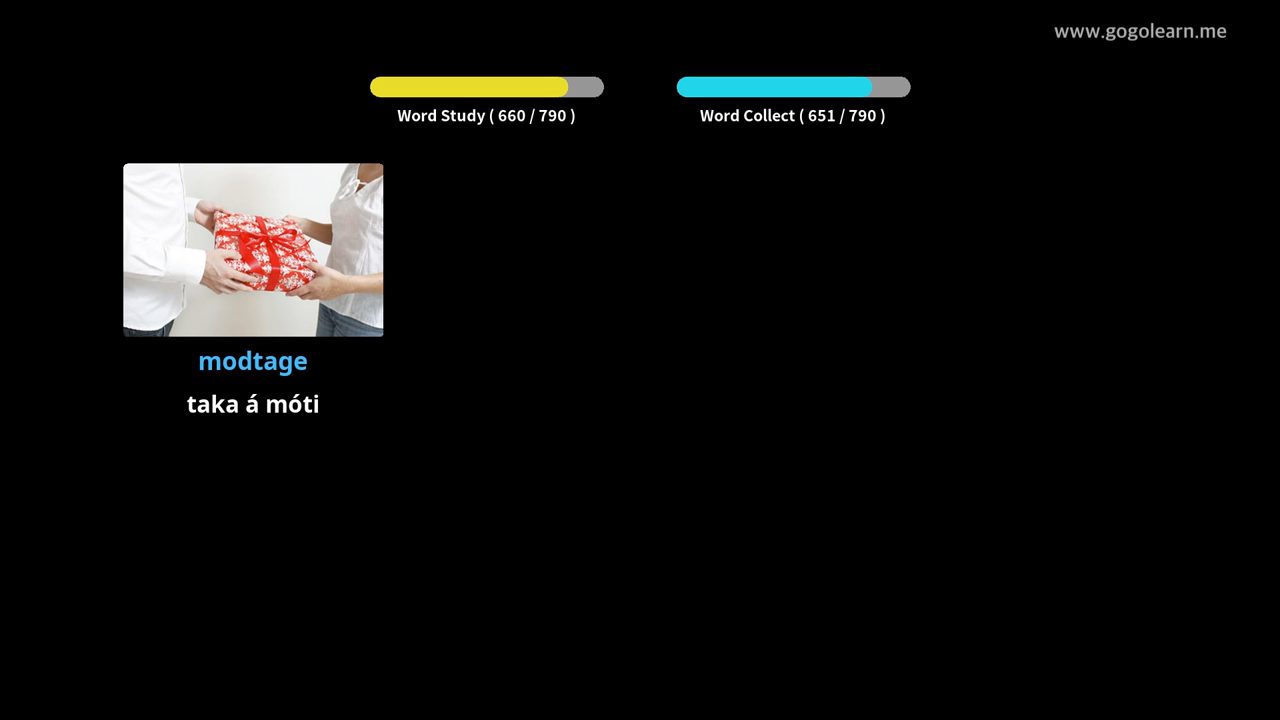 www.gogolearn.me
Word Study ( 660 / 790 )
Word Collect ( 651 / 790 )
modtage
taka á móti